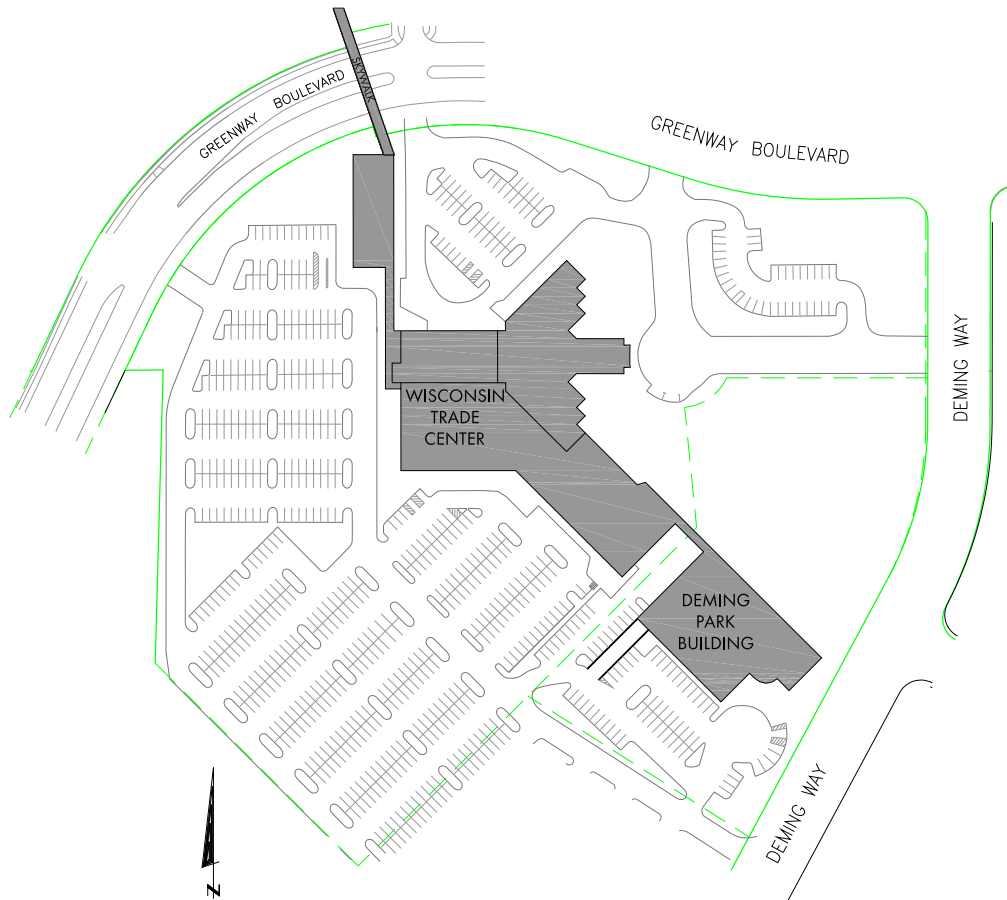 SKYWALK
GREENWAY BOULEVARD
GREENWAY BOULEVARD
DEMING WAY
WISCONSIN
TRADE
CENTER
DEMING
PARK
BUILDING
DEMING WAY
N